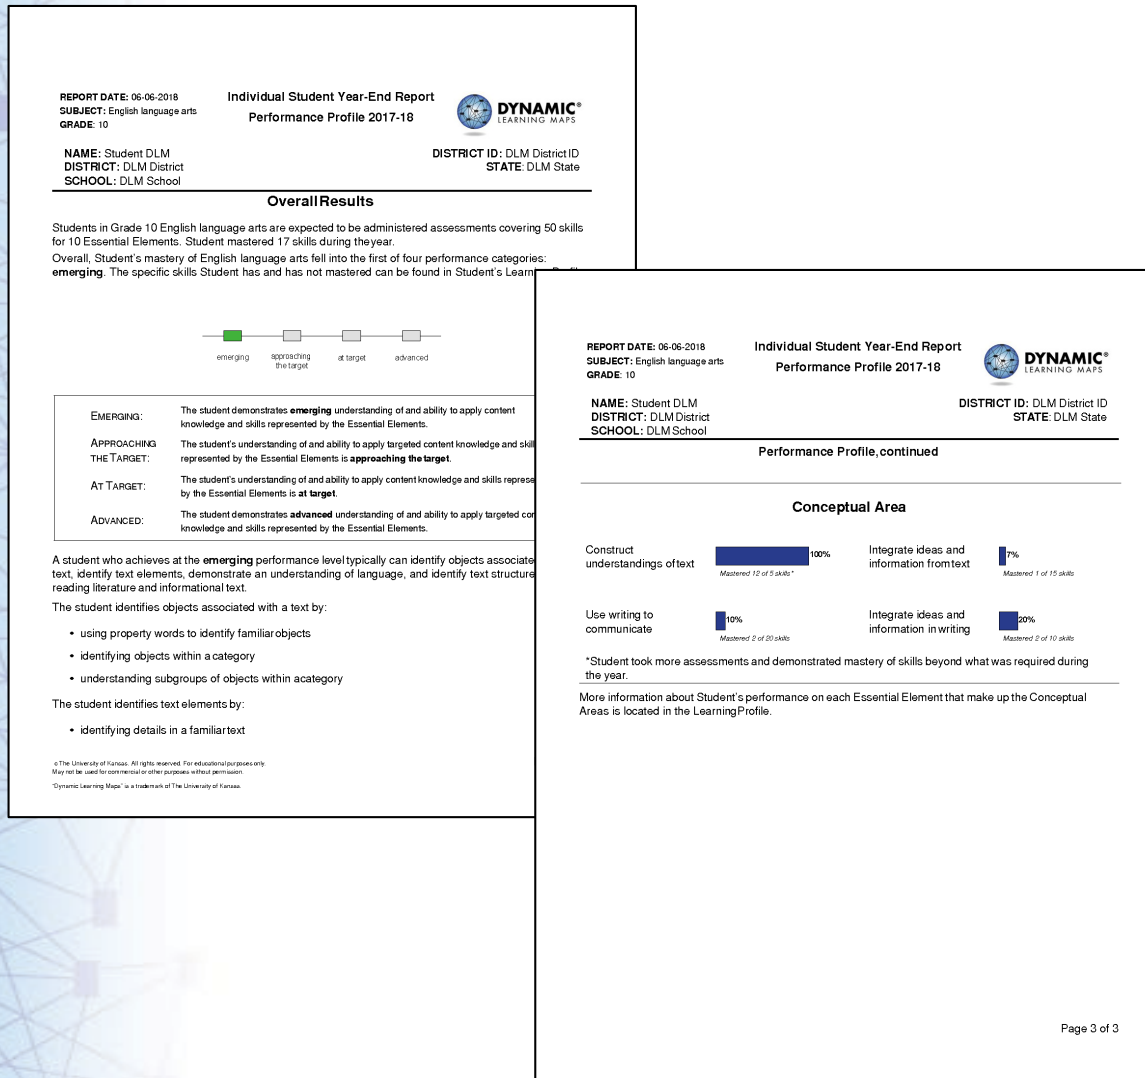 REPORT DATE: 06-06-2018
SUBJECT: English language arts
GRADE: 10
Individual Student Year-End Report
Performance Profile 2017-18
DYNAMIC®
LEARNING MAPS
NAME: Student DLM
DISTRICT: DLM District
SCHOOL: DLM School
DISTRICT ID: DLM District ID
STATE: DLM State
Overall Results
Students in Grade 10 English language arts are expected to be administered assessments covering 50 skills
for 10 Essential Elements. Student mastered 17 skills during the year.
Overall, Student's mastery of English language arts fell into the first of four performance categories:
emerging. The specific skills Student has and has not mastered can be found in Student's
emerging
approaching
the target
at target
advanced
EMERGING:
The student demonstrates emerging understanding of and ability to apply content
knowledge and skills represented by the Essential Elements.
APPROACHING
THE TARGET:
The student's understanding of and ability to apply targeted content knowledge and skill
represented by the Essential Elements is approaching the target.
AT TARGET:
The student's understanding of and ability to apply content knowledge and skills represe
by the Essential Elements is at target.
ADVANCED:
The student demonstrates advanced understanding of and ability to apply targeted con
knowledge and skills represented by the Essential Elements.
A student who achieves at the emerging performance level typically can identify objects associate
text, identify text elements, demonstrate an understanding of language, and identify text structure
reading literature and informational text.
The student identifies objects associated with a text by:
• using property words to identify familiar objects
• identifying objects within a category
• understanding subgroups of objects within a category
The student identifies text elements by:
• identifying details in a familiar text
© The University of Kansas. All rights reserved. For educational purposes only.
May not be used for commercial or other purposes without permission.
"Dynamic Learning Maps" is a trademark of The University of Kansas.
REPORT DATE: 06-06-2018
SUBJECT: English language arts
GRADE: 10
Individual Student Year-End Report
Performance Profile 2017-18
DYNAMIC®
LEARNING MAPS
NAME: Student DLM
DISTRICT: DLM District
SCHOOL: DLM School
DISTRICT ID: DLM District ID
STATE: DLM State
Performance Profile, continued
Conceptual Area
Construct
understandings of text
100%
Mastered 12 of 5 skills*
Integrate ideas and
information from text
7%
Mastered 1 of 15 skills
Use writing to
communicate
10%
Mastered 2 of 20 skills
Integrate ideas and
information in writing
20%
Mastered 2 of 10 skills
*Student took more assessments and demonstrated mastery of skills beyond what was required during
the year.
More information about Student's performance on each Essential Element that make up the Conceptual
Areas is located in the Learning Profile.
Page 3 of 3